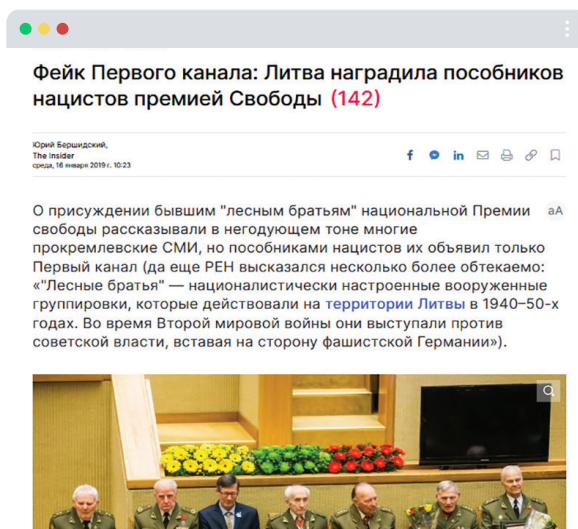 Фейк Первого канала: Литва наградила пособников
нацистов премией Свободы (142)
Юрий Бершидский,
The Insider
среда, 16 января 2019 г. 10:23
f in
О присуждении бывшим "лесным братьям" национальной Премии aA
свободы рассказывали в негодующем тоне многие
прокремлевские СМИ, но пособниками нацистов их объявил только
Первый канал (да еще РЕН высказался несколько более обтекаемо:
«"Лесные братья" — националистически настроенные вооруженные
группировки, которые действовали на территории Литвы в 1940–50-х
годах. Во время Второй мировой войны они выступали против
советской власти, вставая на сторону фашистской Германии»).